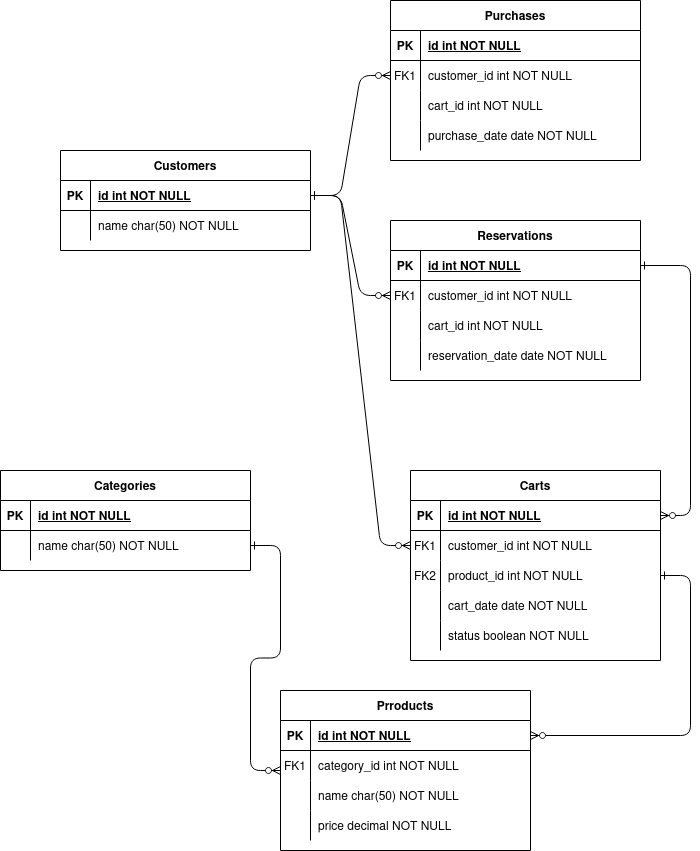 Purchases
PK id int NOT NULL
FK1 customer_id int NOT NULL
cart_id int NOT NULL
purchase_date date NOT NULL
Customers
PK id int NOT NULL
name char(50) NOT NULL
Reservations
PK id int NOT NULL
FK1 customer_id int NOT NULL
cart_id int NOT NULL
reservation_date date NOT NULL
Categories
PK id int NOT NULL
name char(50) NOT NULL
Carts
PK id int NOT NULL
FK1 customer_id int NOT NULL
FK2 product_id int NOT NULL
cart_date date NOT NULL
status boolean NOT NULL
Prroducts
PK id int NOT NULL
FK1 category_id int NOT NULL
name char(50) NOT NULL
price decimal NOT NULL